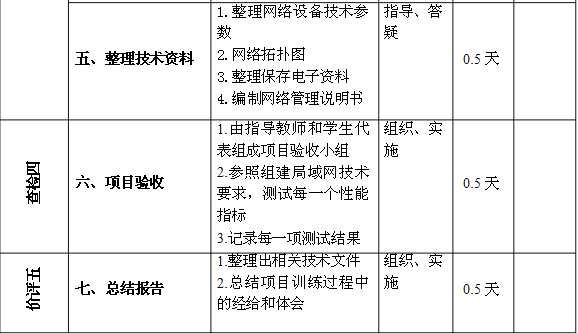 五、整理技术资料
1. 整理网络设备技术参
数
2. 网络拓扑图
3. 整理保存电子资料
4. 编制网络管理说明书
指导、答
疑
0.5 天
四检查
六、项目验收
1.由指导教师和学生代
表组成项目验收小组
2.参照组建局域网技术
要求，测试每一个性能
指标
3.记录每一项测试结果
组织、实
施
0.5 天
五评价
七、总结报告
1.整理出相关技术文件
2.总结项目训练过程中
的经给和体会
组织、实
施
0.5 天